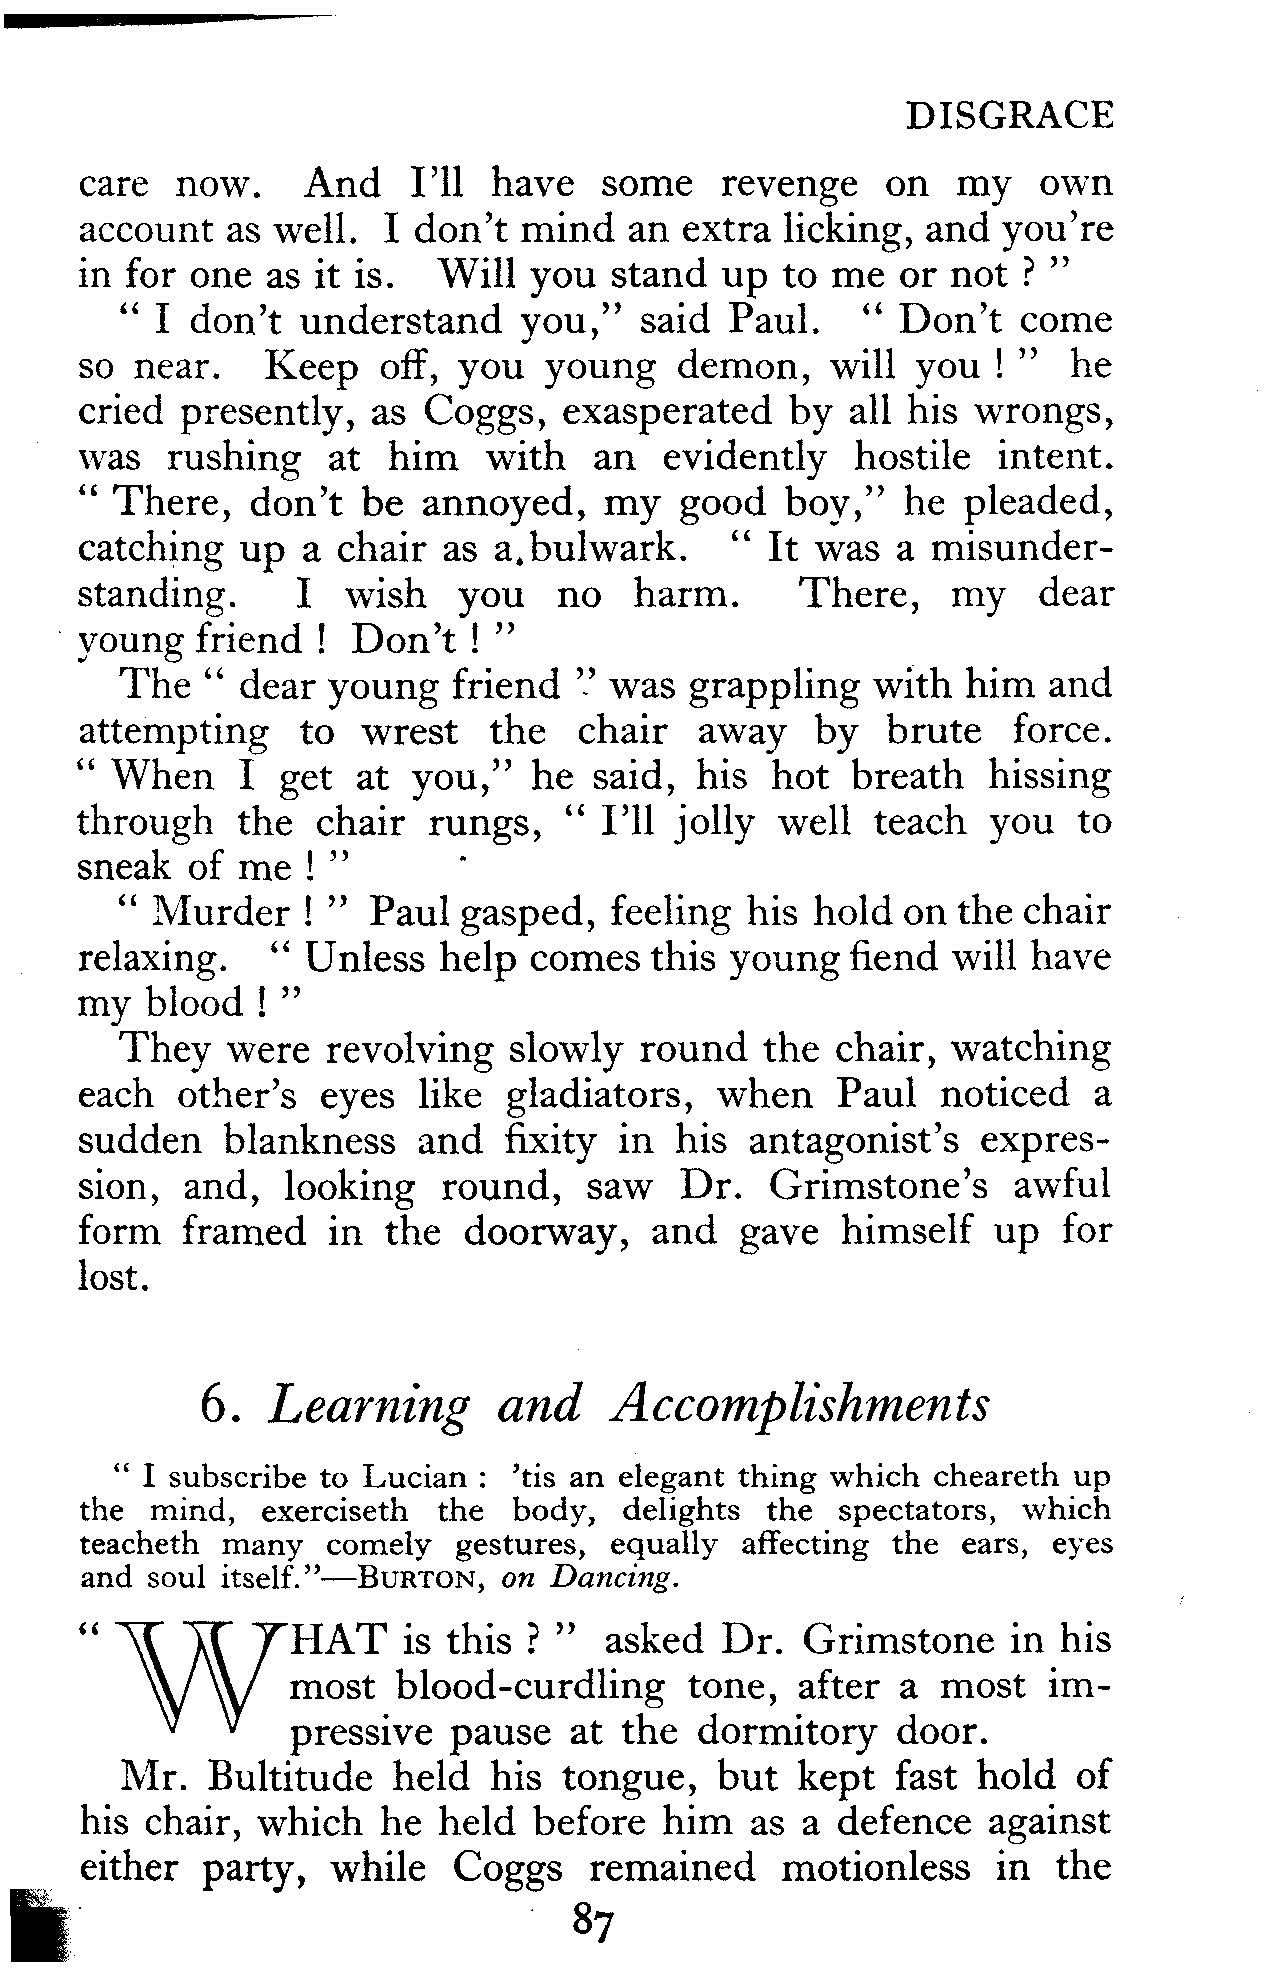 DISGRACE
care now. And I'll have some revenge on my own
account as well. I don't mind an extra licking, and you're
in for one as it is. Will you stand up to me or not ? ”
“ I don't understand you,” said Paul. “ Don't come
so near. Keep off, you young demon, will you ! ” he
cried presently, as Coggs, exasperated by all his wrongs,
was rushing at him with an evidently hostile intent.
“ There, don't be annoyed, my good boy,” he pleaded,
catching up a chair as a bulwark. “ It was a misunder-
standing. I wish you no harm. There, my dear
young friend ! Don't ! ”
The “ dear young friend ” was grappling with him and
attempting to wrest the chair away by brute force.
“ When I get at you,” he said, his hot breath hissing
through the chair rungs, “ I'll jolly well teach you to
sneak of me ! ”
“ Murder ! ” Paul gasped, feeling his hold on the chair
relaxing. “ Unless help comes this young fiend will have
my blood ! ”
They were revolving slowly round the chair, watching
each other's eyes like gladiators, when Paul noticed a
sudden blankness and fixity in his antagonist's expres-
sion, and, looking round, saw Dr. Grimstone's awful
form framed in the doorway, and gave himself up for
lost.
6. Learning and Accomplishments
“ I subscribe to Lucian : 'tis an elegant thing which cheareth up
the mind, exerciseth the body, delights the spectators, which
teacheth many comely gestures, equally affecting the ears, eyes
and soul itself.”—BURTON, on Dancing.
“ WHAT is this ? ” asked Dr. Grimstone in his
most blood-curdling tone, after a most im-
pressive pause at the dormitory door.
Mr. Bultitude held his tongue, but kept fast hold of
his chair, which he held before him as a defence against
either party, while Coggs remained motionless in the
87